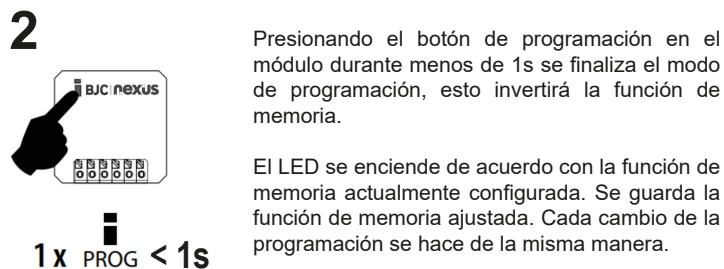 2
BJC nexus
1 x PROG < 1s
Presionando el botón de programación en el
módulo durante menos de 1s se finaliza el modo
de programación, esto invertirá la función de
memoria.
El LED se enciende de acuerdo con la función de
memoria actualmente configurada. Se guarda la
función de memoria ajustada. Cada cambio de la
programación se hace de la misma manera.